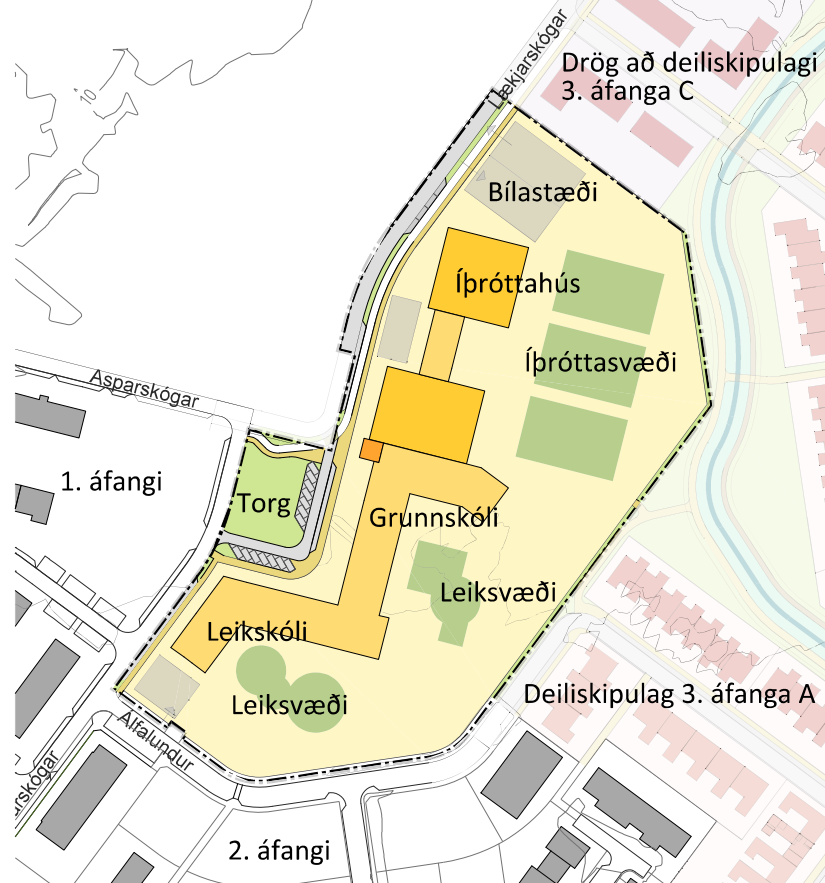 Lækjarskógar
Drög að deiliskipulagi
3. áfanga C
10
Bílastæði
Íþróttahús
Íþróttasvæði
Asparskógar
1. áfangi
Torg
Grunnskóli
Leiksvæði
Leikskóli
Leiksvæði
Deiliskipulag 3. áfanga A
Álfalundur
arskógar
2. áfangi